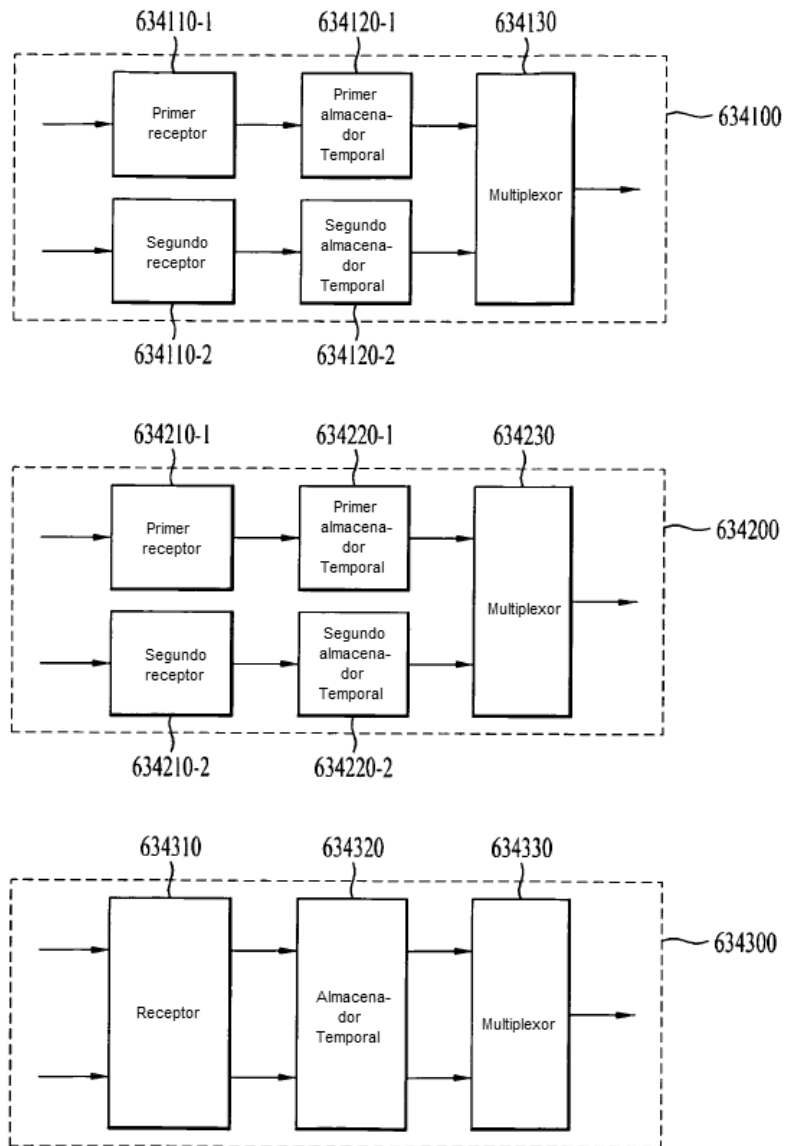 634110-1
634120-1
634130
Primer
receptor
Primer
almacena-
dor
Temporal
Multiplexor
634100
Segundo
receptor
Segundo
almacena-
dor
Temporal
634110-2
634120-2
634210-1
634220-1
634230
Primer
receptor
Primer
almacena-
dor
Temporal
Multiplexor
634200
Segundo
receptor
Segundo
almacena-
dor
Temporal
634210-2
634220-2
634310
634320
634330
Receptor
Almacena-
dor
Temporal
Multiplexor
634300